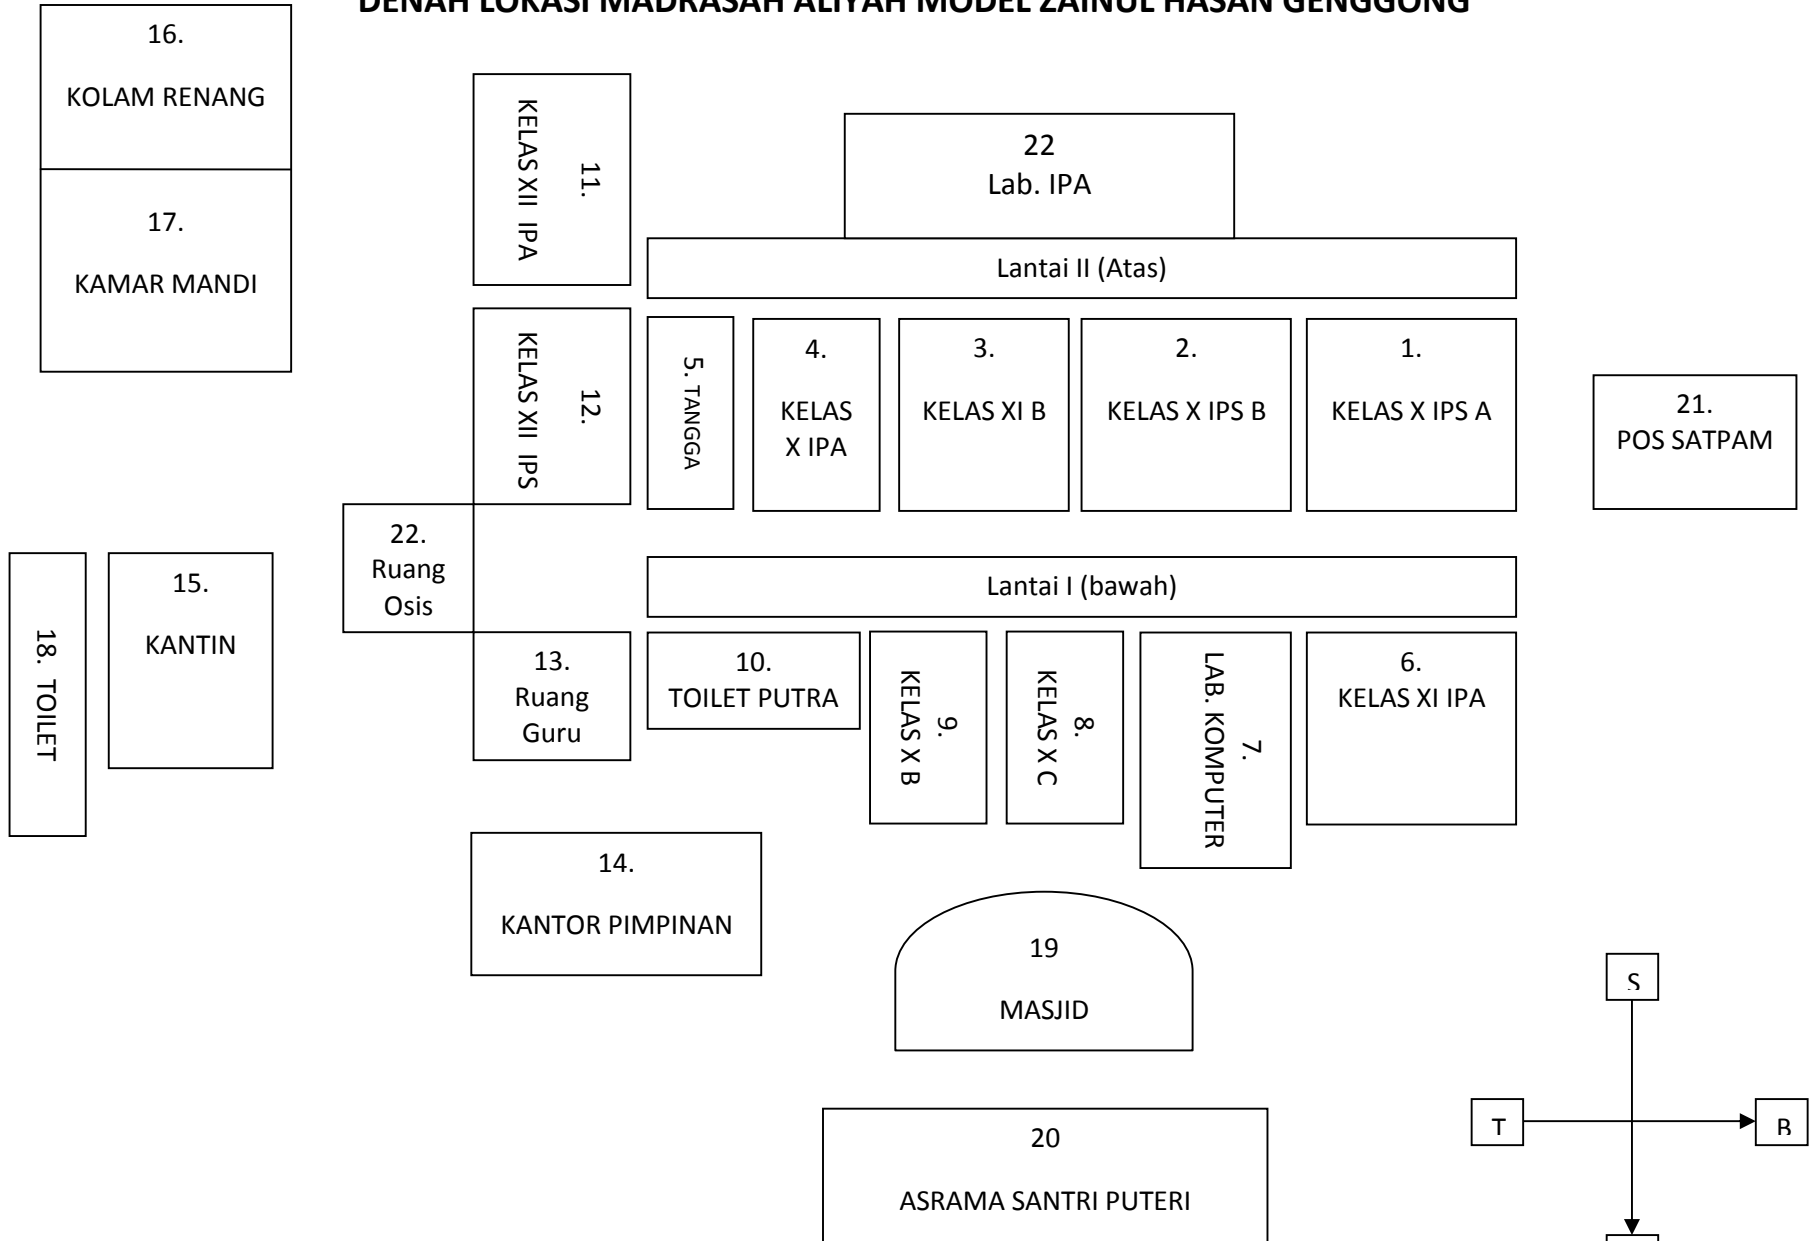 DENAH LOKASI MADRASAH ALIYAH MODEL ZAINUL HASAN GENGGONG
16.
KOLAM RENANG
17.
KAMAR MANDI
11.
KELAS XII IPA
22
Lab. IPA
Lantai II (Atas)
12.
KELAS XII IPS
5. TANGGA
4.
KELAS
X IPA
3.
KELAS XI B
2.
KELAS X IPS B
1.
KELAS X IPS A
21.
POS SATPAM
22.
Ruang
Osis
Lantai I (bawah)
18. TOILET
15.
KANTIN
13.
Ruang
Guru
10.
TOILET PUTRA
9.
KELAS X B
8.
KELAS X C
7.
LAB. KOMPUTER
6.
KELAS XI IPA
14.
KANTOR PIMPINAN
19
MASJID
20
ASRAMA SANTRI PUTERI
S
T
B